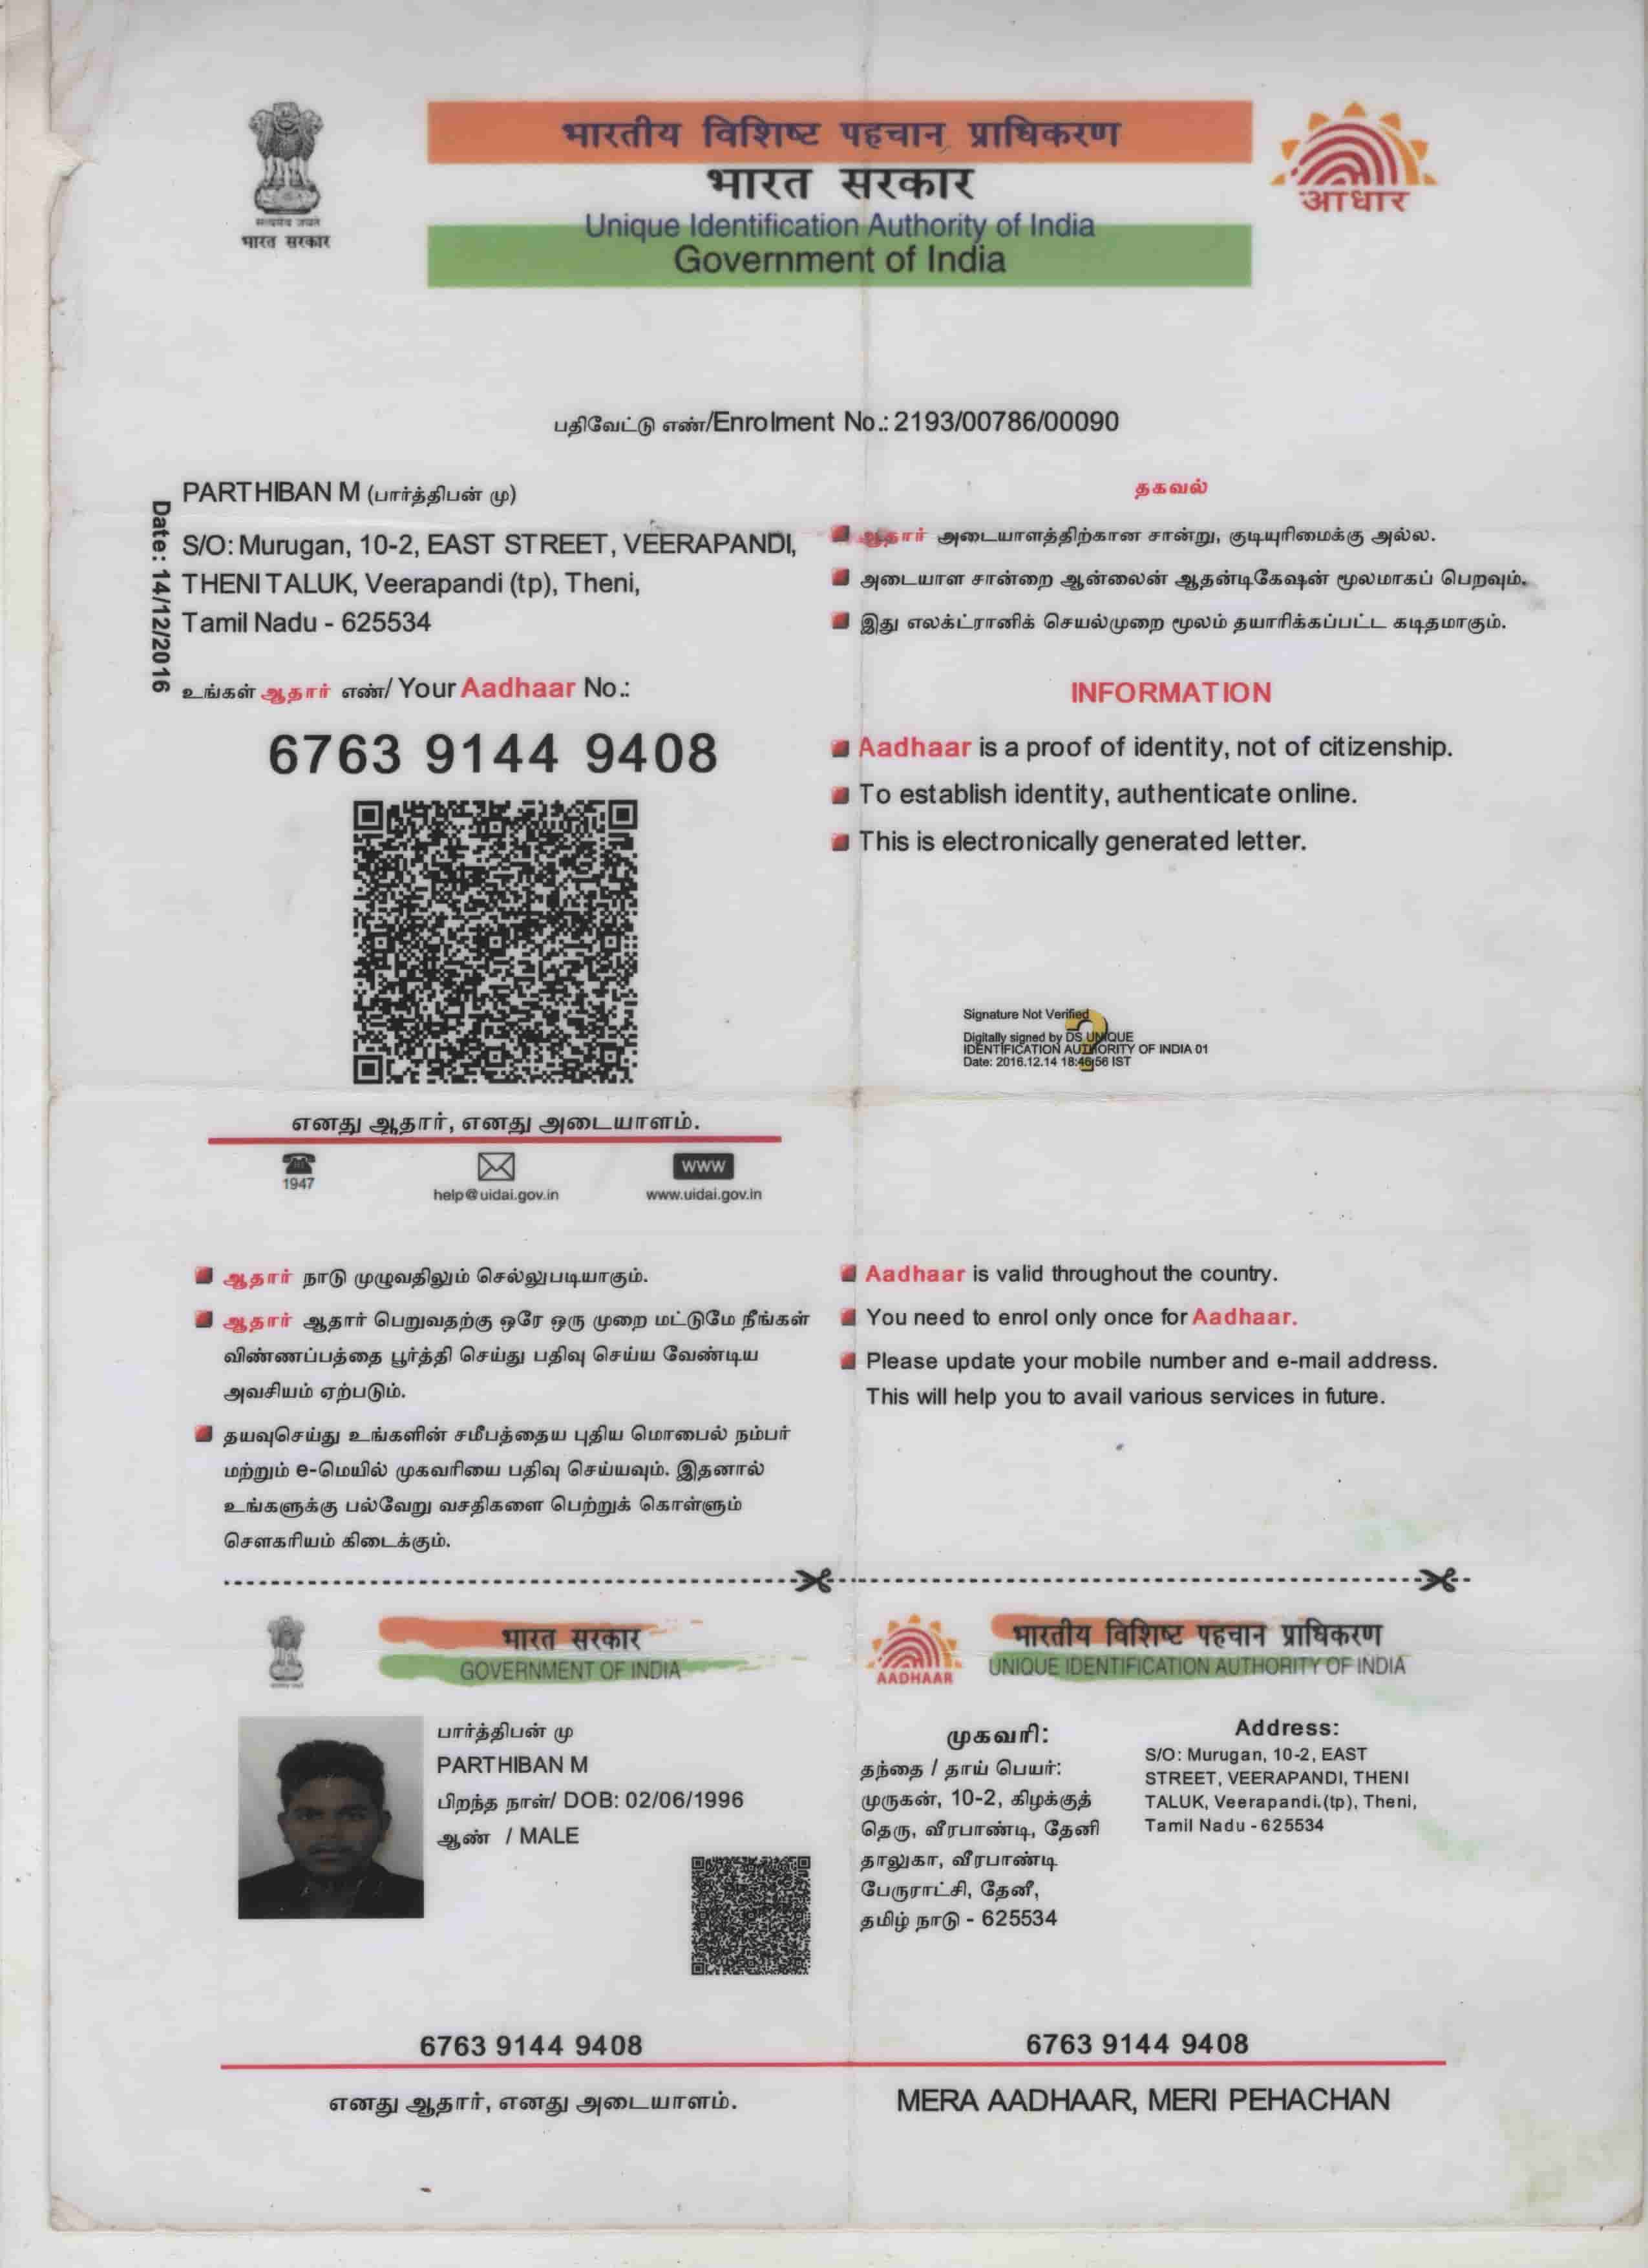 भारतीय विशिष्ट पहचान प्राधिकरण
भारत सरकार
Unique Identification Authority of India
Government of India
भारत सरकार
आधार
பதிவேட்டு எண்/Enrolment No.: 2193/00786/00090
Date: 14/12/2016
PARTHIBAN M (பார்த்திபன் மு)
S/O: Murugan, 10-2, EAST STREET, VEERAPANDI,
THENI TALUK, Veerapandi (tp), Theni,
Tamil Nadu - 625534
உங்கள் ஆதார் எண்/ Your Aadhaar No.:
6763 9144 9408
தகவல்
ஆதார் அடையாளத்திற்கான சான்று, குடியுரிமைக்கு அல்ல.
அடையாள சான்றை ஆன்லைன் ஆதன்டிகேஷன் மூலமாகப் பெறவும்.
இது எலக்ட்ரானிக் செயல்முறை மூலம் தயாரிக்கப்பட்ட கடிதமாகும்.
INFORMATION
Aadhaar is a proof of identity, not of citizenship.
To establish identity, authenticate online.
This is electronically generated letter.
Signature Not Verified
Digitally signed by DS UNIQUE
IDENTIFICATION AUTHORITY OF INDIA 01
Date: 2016.12.14 18:46:56 IST
எனது ஆதார், எனது அடையாளம்.
1947
help@uidai.gov.in
www
www.uidai.gov.in
ஆதார் நாடு முழுவதிலும் செல்லுபடியாகும்.
ஆதார் ஆதார் பெறுவதற்கு ஒரே ஒரு முறை மட்டுமே நீங்கள்
விண்ணப்பத்தை பூர்த்தி செய்து பதிவு செய்ய வேண்டிய
அவசியம் ஏற்படும்.
தயவுசெய்து உங்களின் சமீபத்தைய புதிய மொபைல் நம்பர்
மற்றும் e-மெயில் முகவரியை பதிவு செய்யவும். இதனால்
உங்களுக்கு பல்வேறு வசதிகளை பெற்றுக் கொள்ளும்
சௌகரியம் கிடைக்கும்.
Aadhaar is valid throughout the country.
You need to enrol only once for Aadhaar.
Please update your mobile number and e-mail address.
This will help you to avail various services in future.
भारत सरकार
GOVERNMENT OF INDIA
பார்த்திபன் மு
PARTHIBAN M
பிறந்த நாள்/ DOB: 02/06/1996
ஆண் / MALE
6763 9144 9408
எனது ஆதார், எனது அடையாளம்.
AADHAAR
भारतीय विशिष्ट पहचान प्राधिकरण
UNIQUE IDENTIFICATION AUTHORITY OF INDIA
முகவரி:
தந்தை / தாய் பெயர்:
முருகன், 10-2, கிழக்குத்
தெரு, வீரபாண்டி, தேனி
தாலுகா, வீரபாண்டி
பேருராட்சி, தேனீ,
தமிழ் நாடு - 625534
Address:
S/O: Murugan, 10-2, EAST
STREET, VEERAPANDI, THENI
TALUK, Veerapandi.(tp), Theni,
Tamil Nadu - 625534
6763 9144 9408
MERA AADHAAR, MERI PEHACHAN